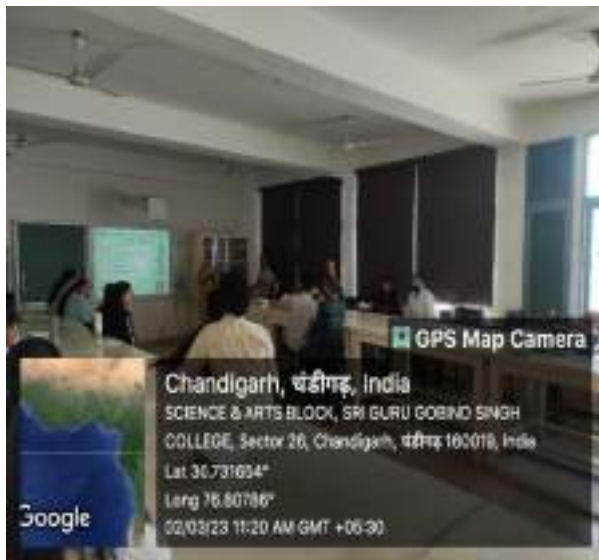 GPS Map Camera
Chandigarh, चंडीगढ़, India
SCIENCE & ARTS BLOCK, SRI GURU GOBIND SINGH
COLLEGE, Sector 26, Chandigarh, चंडीगढ़ 160019, India
Lat 30.731654°
Long 76.80786°
02/03/23 11:20 AM GMT +05:30
Google